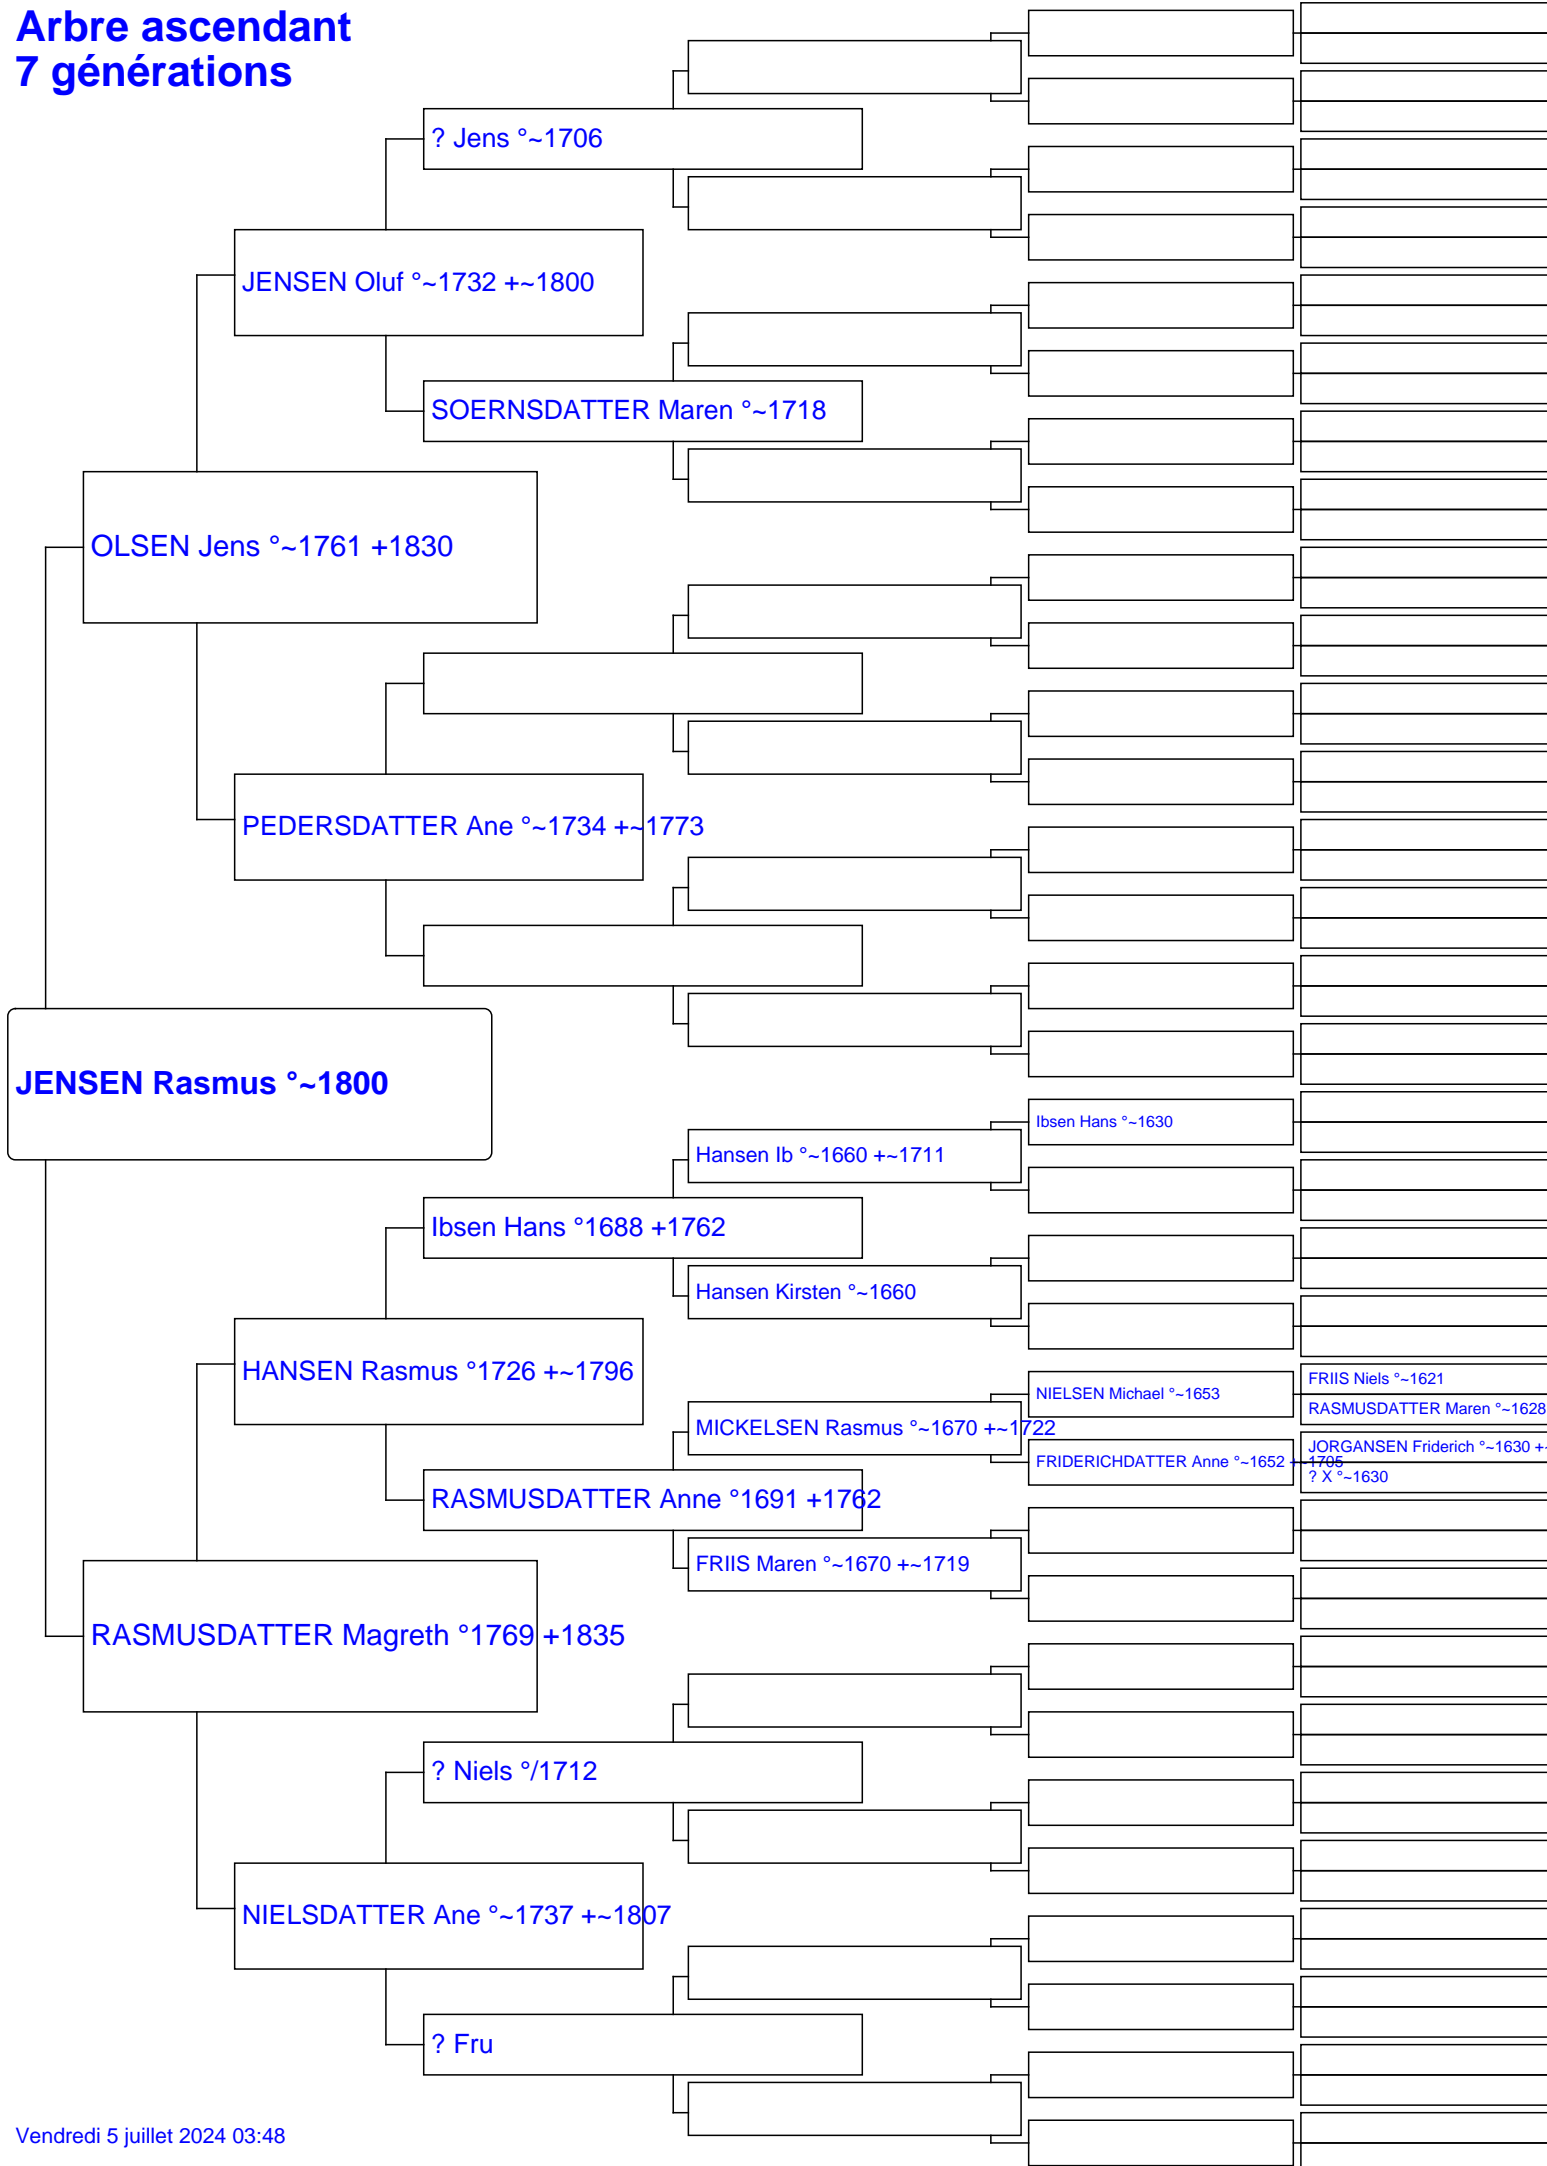 Arbre ascendant
7 générations
? Jens °~1706
JENSEN Oluf °~1732 +~1800
SOERNSDATTER Maren °~1718
OLSEN Jens °~1761 +1830
PEDERSDATTER Ane °~1734 +~1773
JENSEN Rasmus °~1800
Ibsen Hans °~1630
Hansen Ib °~1660 +~1711
Ibsen Hans °1688 +1762
Hansen Kirsten °~1660
HANSEN Rasmus °1726 +~1796
FRIIS Niels °~1621
NIELSEN Michael °~1653
RASMUSDATTER Maren °~1628
MICKELSEN Rasmus °~1670 +~1722
JORGANSEN Friderich °~1630 +~
FRIDERICHDATTER Anne °~1652 +~1705
? X °~1630
RASMUSDATTER Anne °1691 +1762
FRIIS Maren °~1670 +~1719
RASMUSDATTER Magreth °1769 +1835
? Niels °/1712
NIELSDATTER Ane °~1737 +~1807
? Fru
Vendredi 5 juillet 2024 03:48